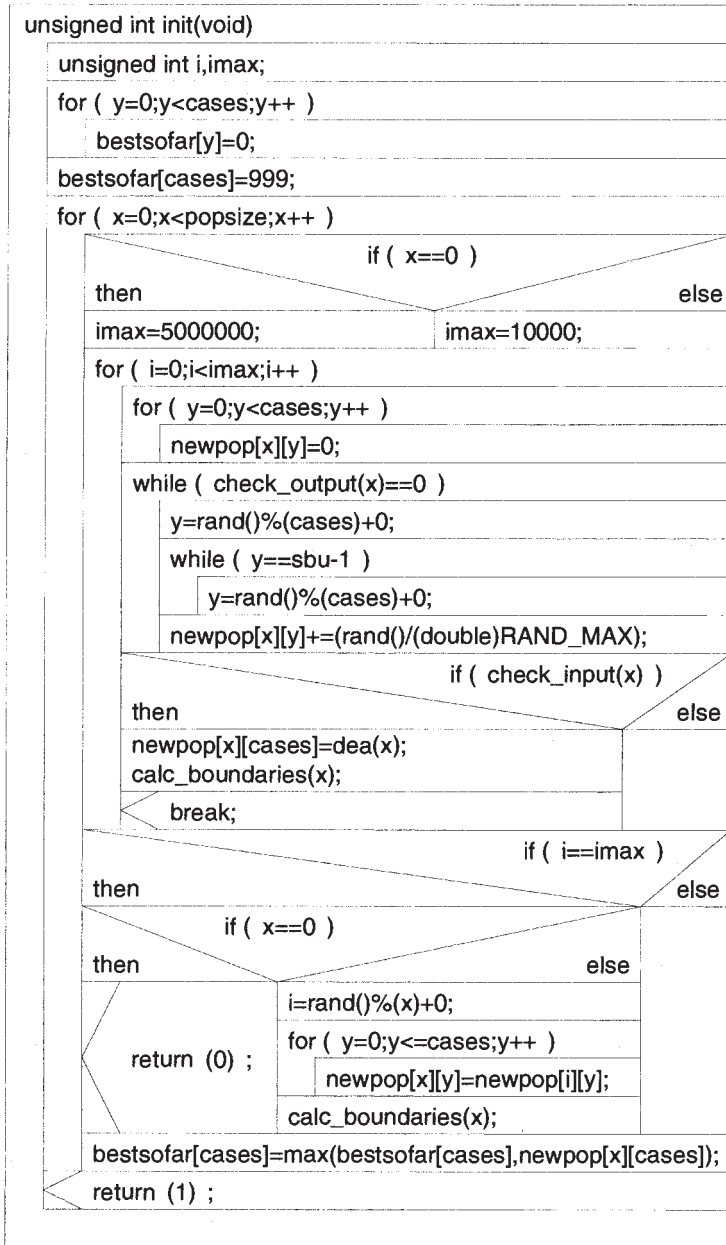 unsigned int init(void)
unsigned int i,imax;
for ( y=0;y<cases;y++ )
bestsofar[y]=0;
bestsofar[cases]=999;
for ( x=0;x<popsize;x++ )
if ( x==0 )
then else
imax=5000000; imax=10000;
for ( i=0;i<imax;i++ )
for ( y=0;y<cases;y++ )
newpop[x][y]=0;
while ( check_output(x)==0 )
y=rand()%(cases)+0;
while ( y==sbu-1 )
y=rand()%(cases)+0;
newpop[x][y]+=(rand()/(double)RAND_MAX);
if ( check_input(x) )
then else
newpop[x][cases]=dea(x);
calc_boundaries(x);
break;
if ( i==imax )
then else
if ( x==0 )
then else
i=rand()%(x)+0;
for ( y=0;y<=cases;y++ )
return (0) ;
newpop[x][y]=newpop[i][y];
calc_boundaries(x);
bestsofar[cases]=max(bestsofar[cases],newpop[x][cases]);
return (1) ;